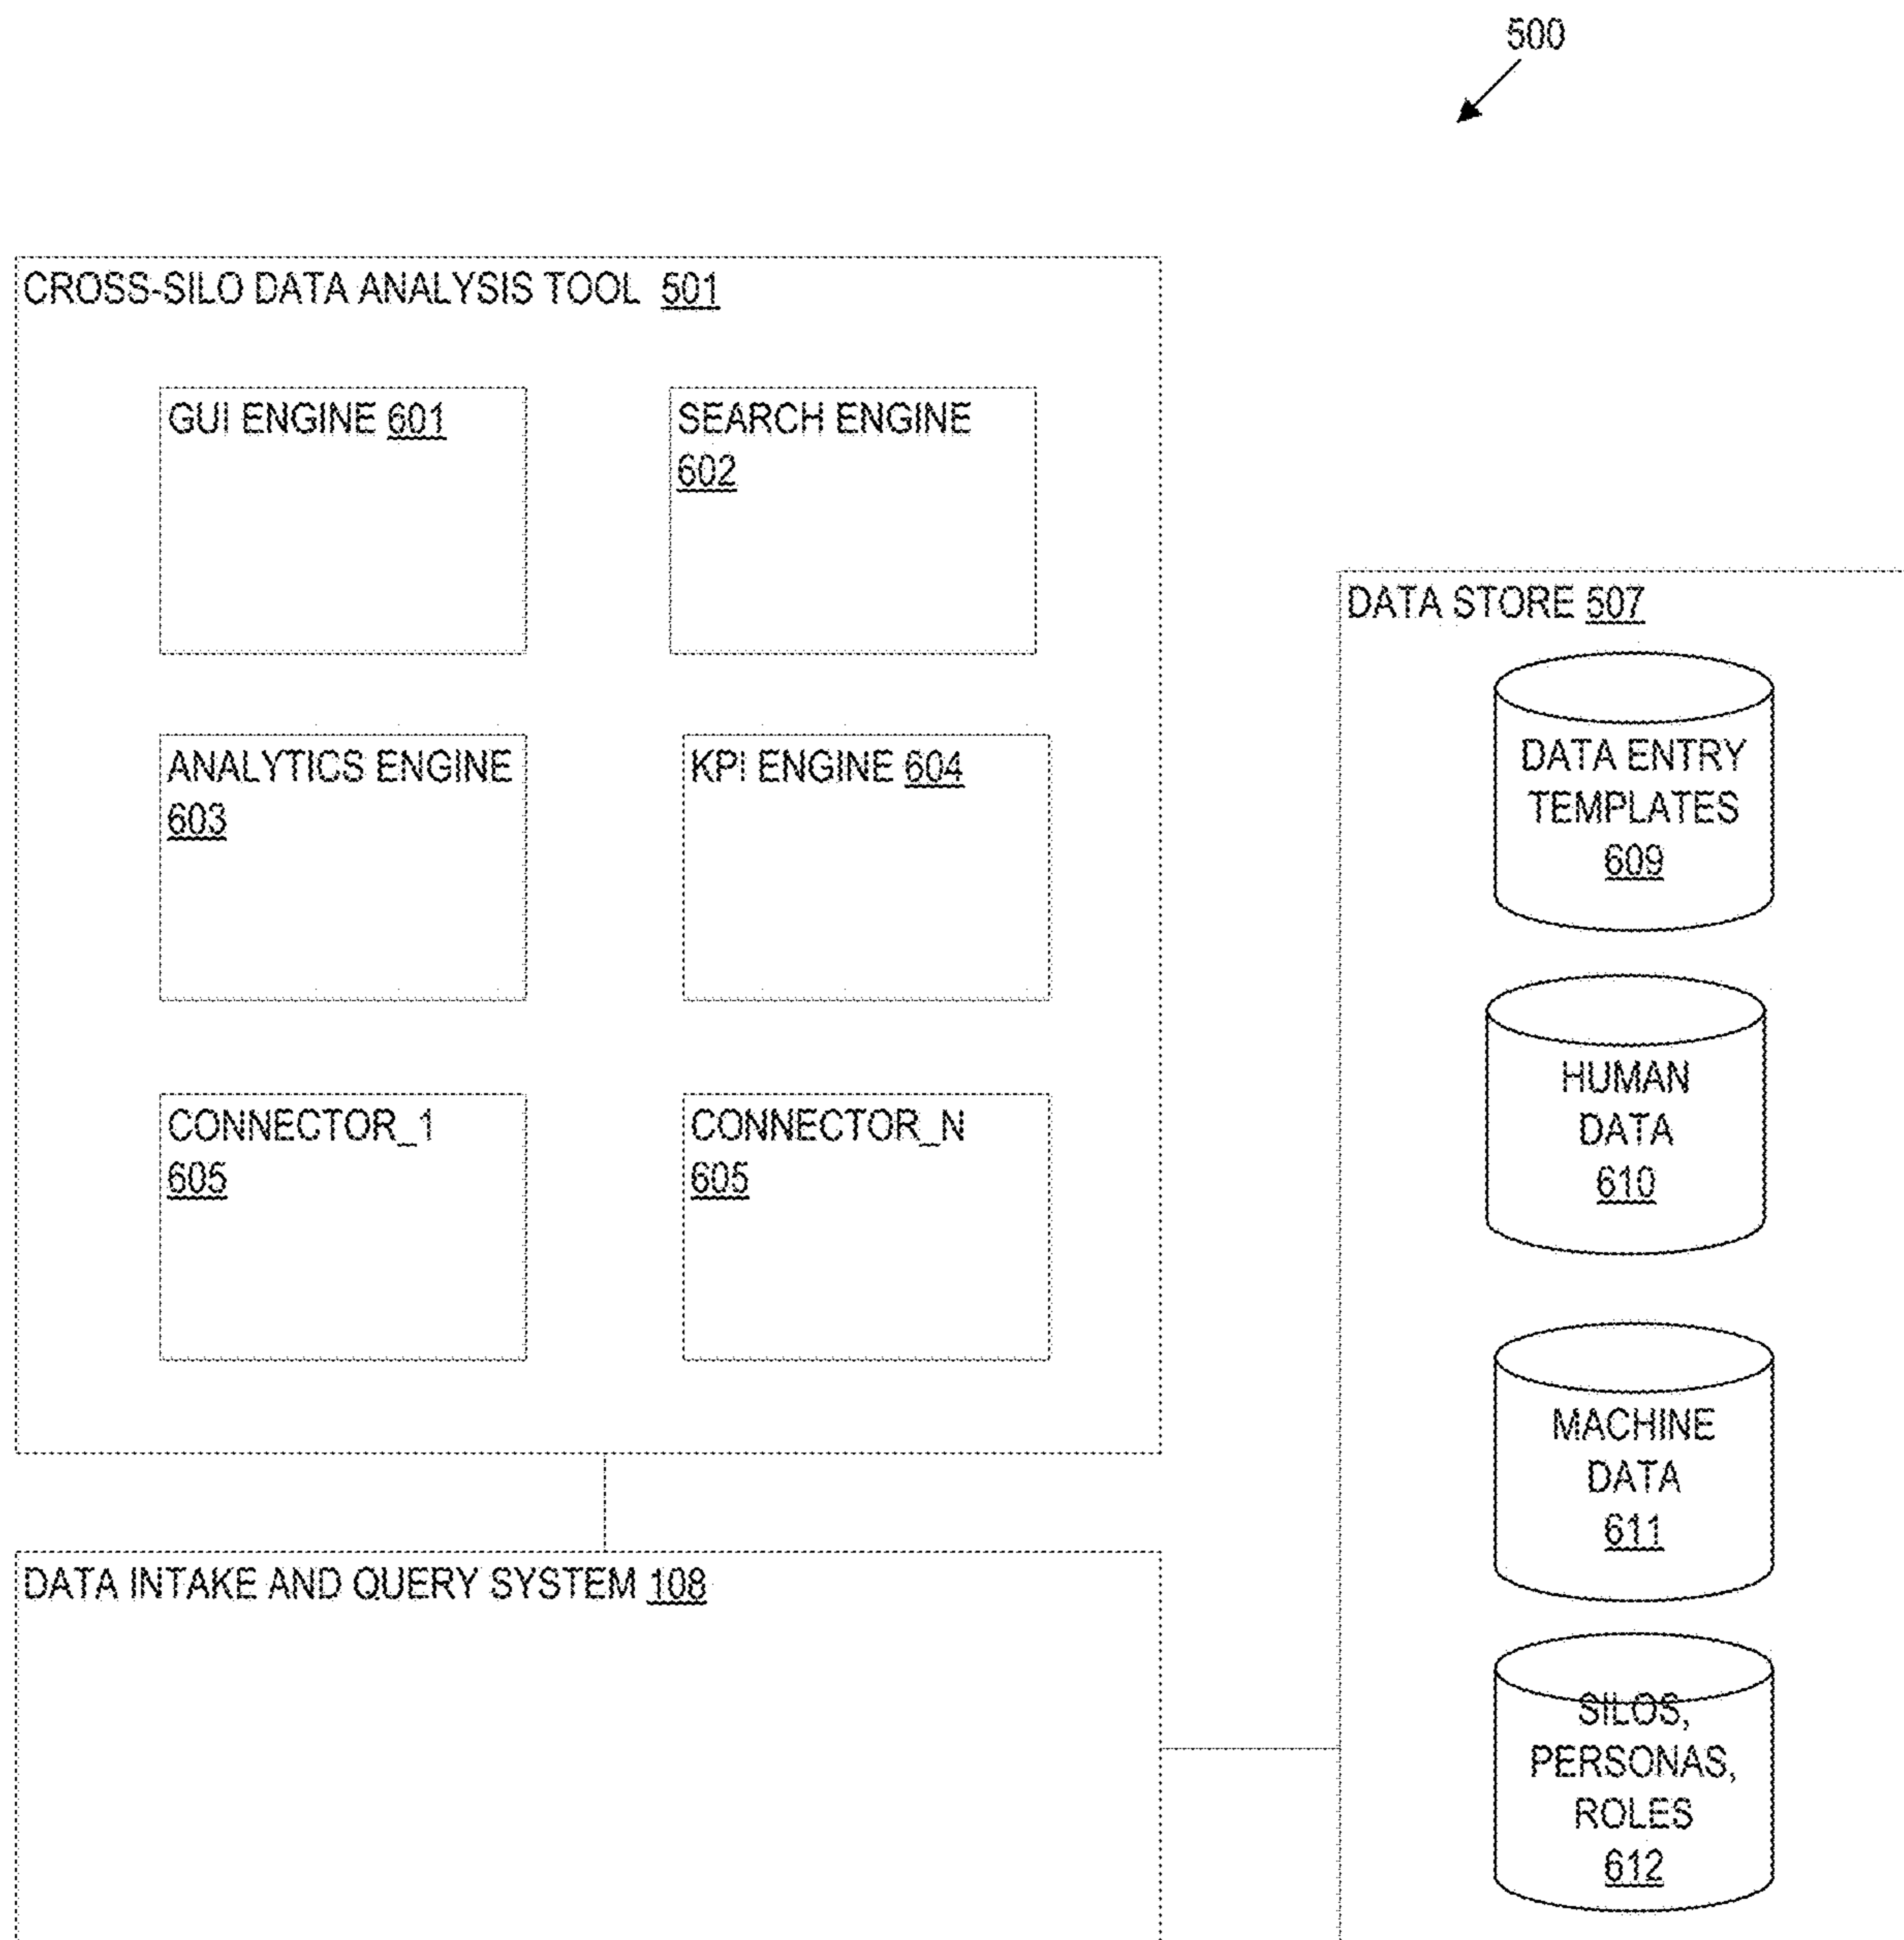 500
CROSS-SILO DATA ANALYSIS TOOL 501
GUI ENGINE 601
SEARCH ENGINE
602
ANALYTICS ENGINE
603
KPI ENGINE 604
CONNECTOR_1
605
CONNECTOR_N
605
DATA INTAKE AND QUERY SYSTEM 108
DATA STORE 507
DATA ENTRY
TEMPLATES
609
HUMAN
DATA
610
MACHINE
DATA
611
SILOS,
PERSONAS,
ROLES
612